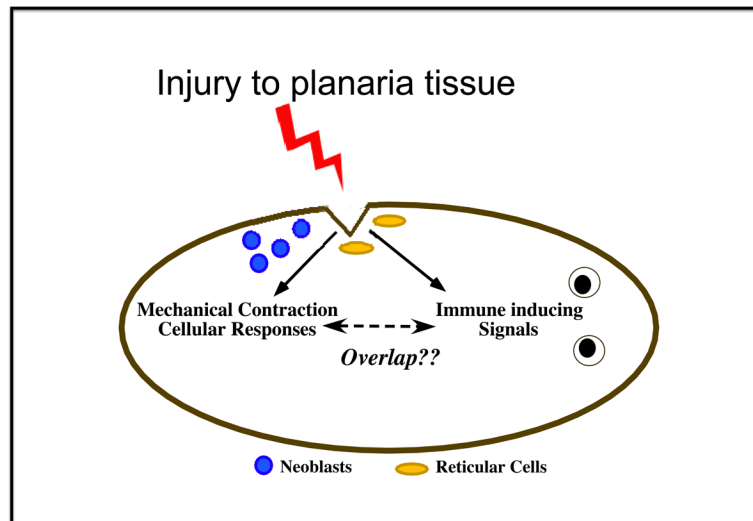 Injury to planaria tissue
Mechanical Contraction
Cellular Responses
Immune inducing
Signals
Overlap??
Neoblasts
Reticular Cells